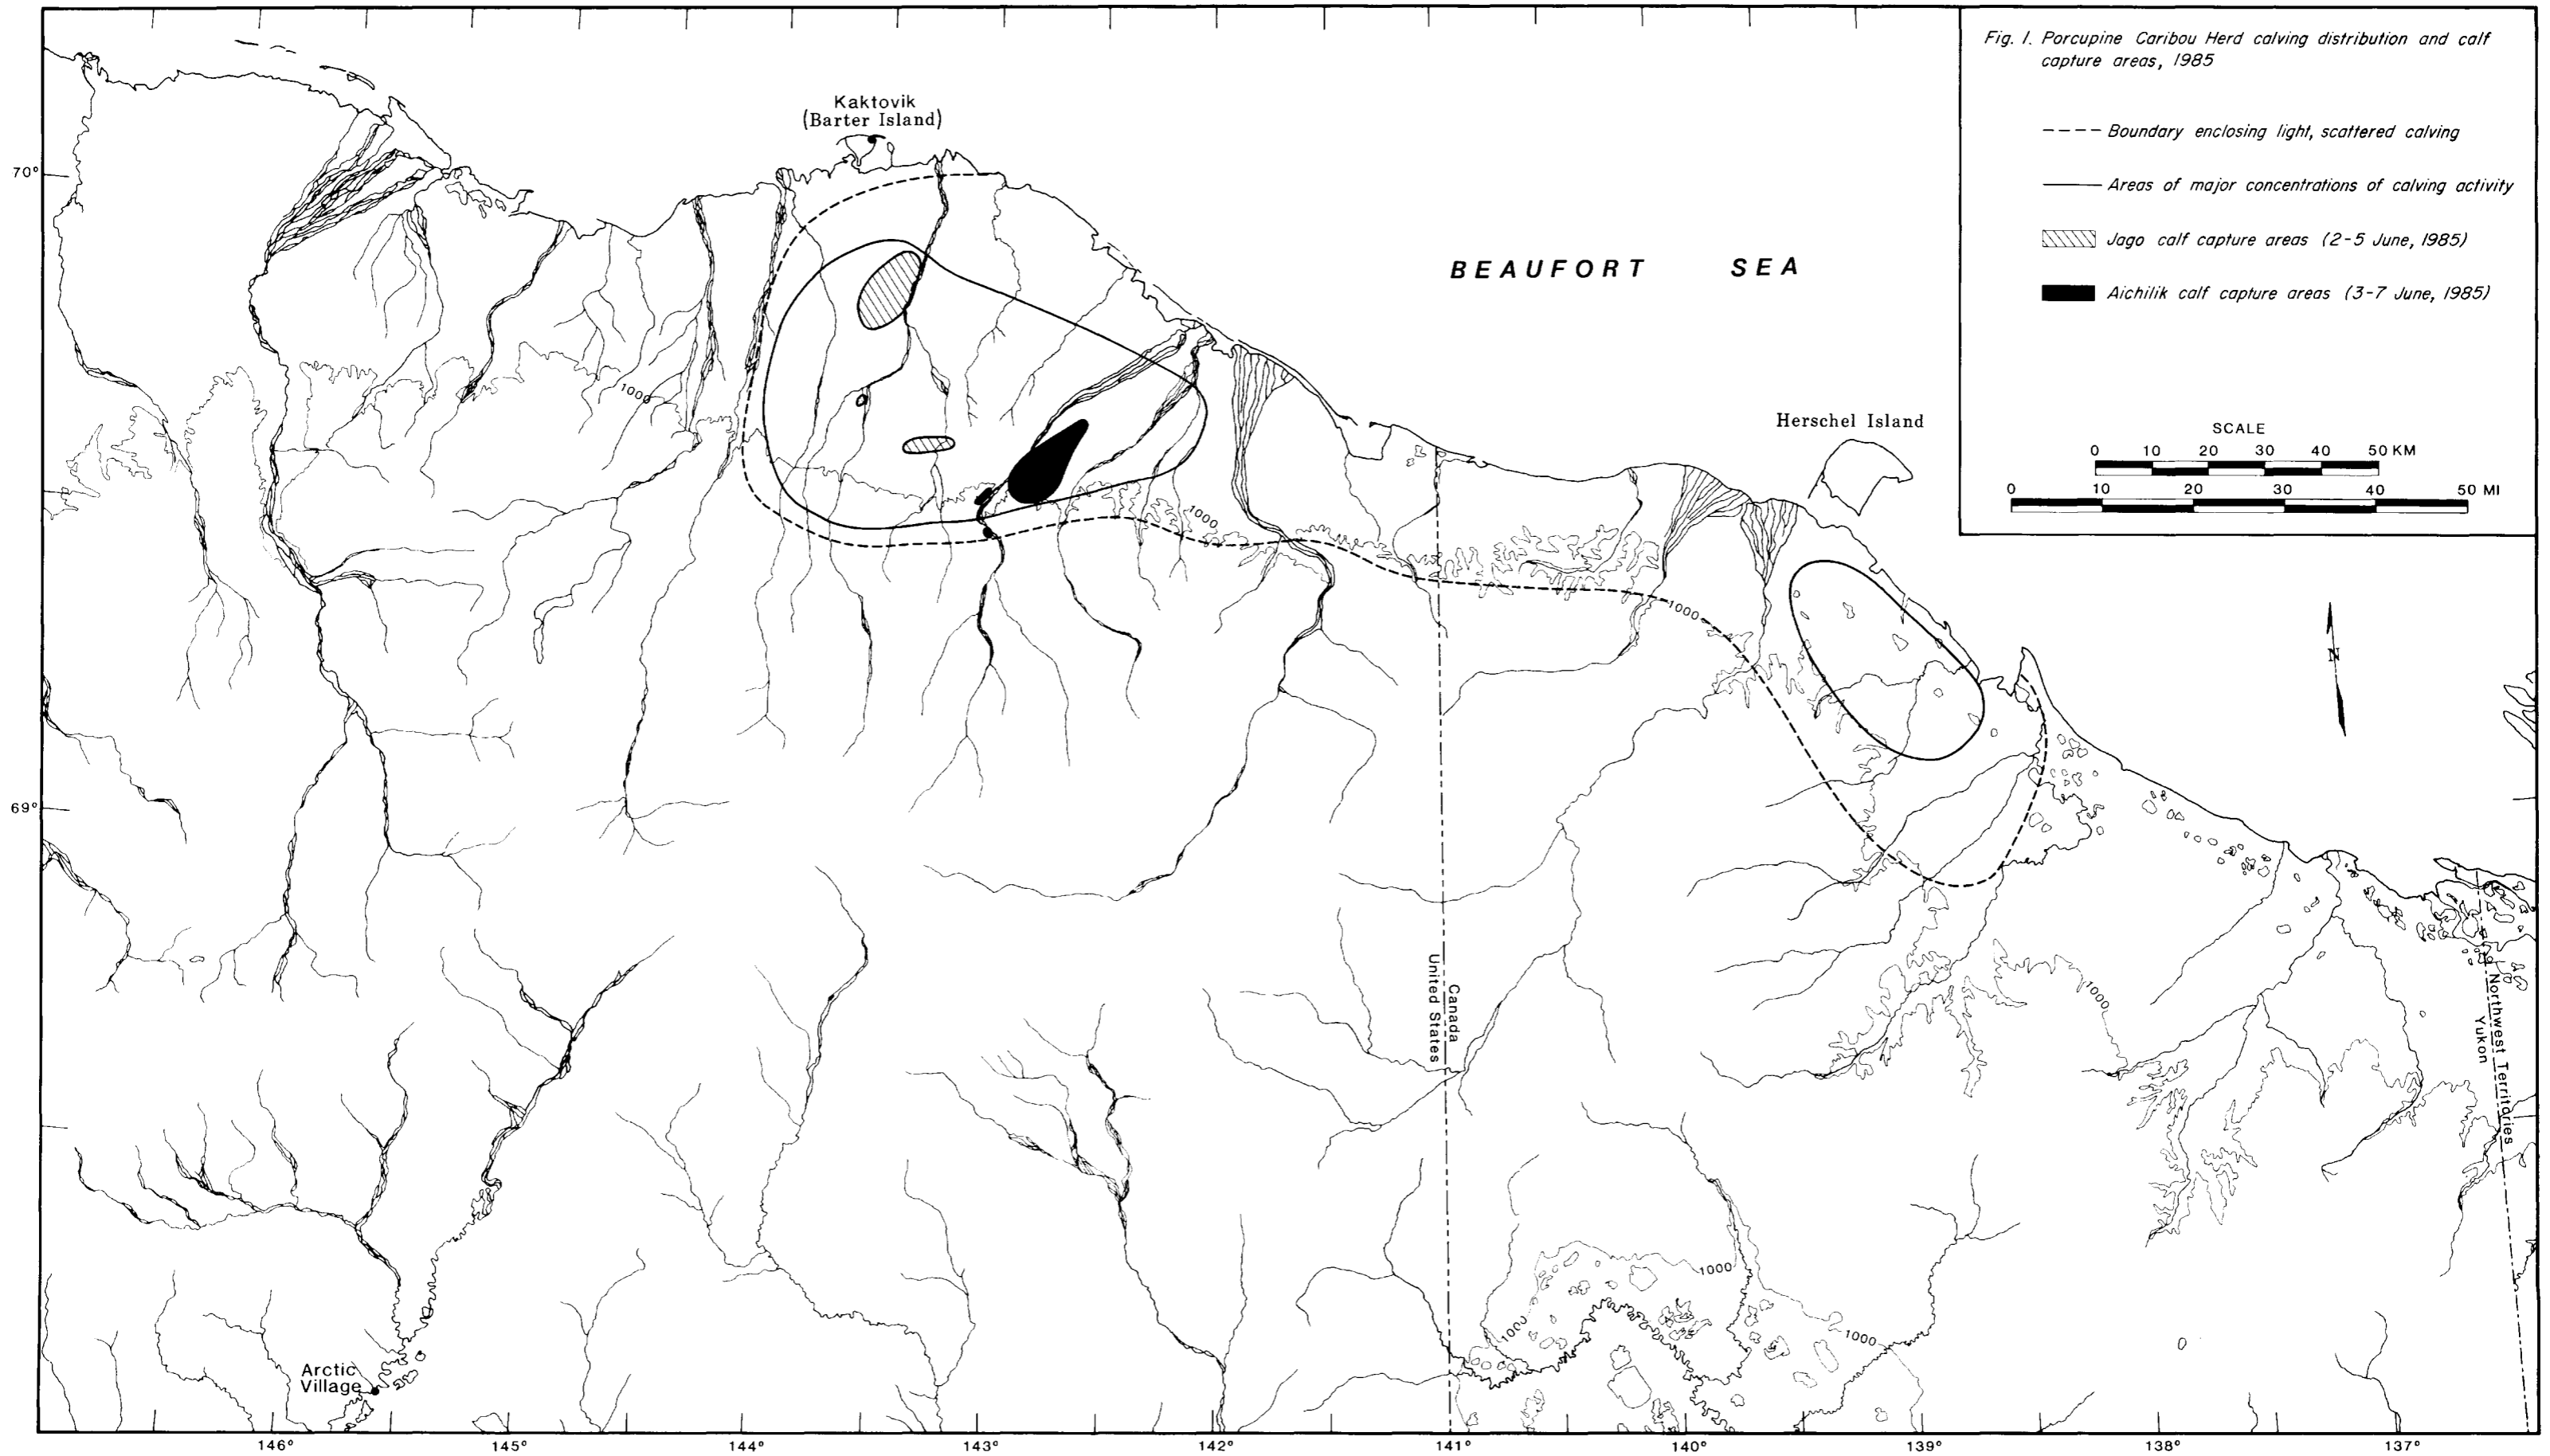 Fig. 1. Porcupine Caribou Herd calving distribution and calf
capture areas, 1985
Boundary enclosing light, scattered calving
Areas of major concentrations of calving activity
Jago calf capture areas (2-5 June, 1985)
Aichilik calf capture areas (3-7 June, 1985)
SCALE
0 10 20 30 40 50 KM
0 10 20 30 40 50 MI
Kaktovik
(Barter Island)
70°
BEAUFORT SEA
1000
Herschel Island
1000
1000
N
69°
Canada
United States
1000
Northwest Territories
Yukon
1000
1000
1000
Arctic
Village
146° 145° 144° 143° 142° 141° 140° 139° 138° 137°